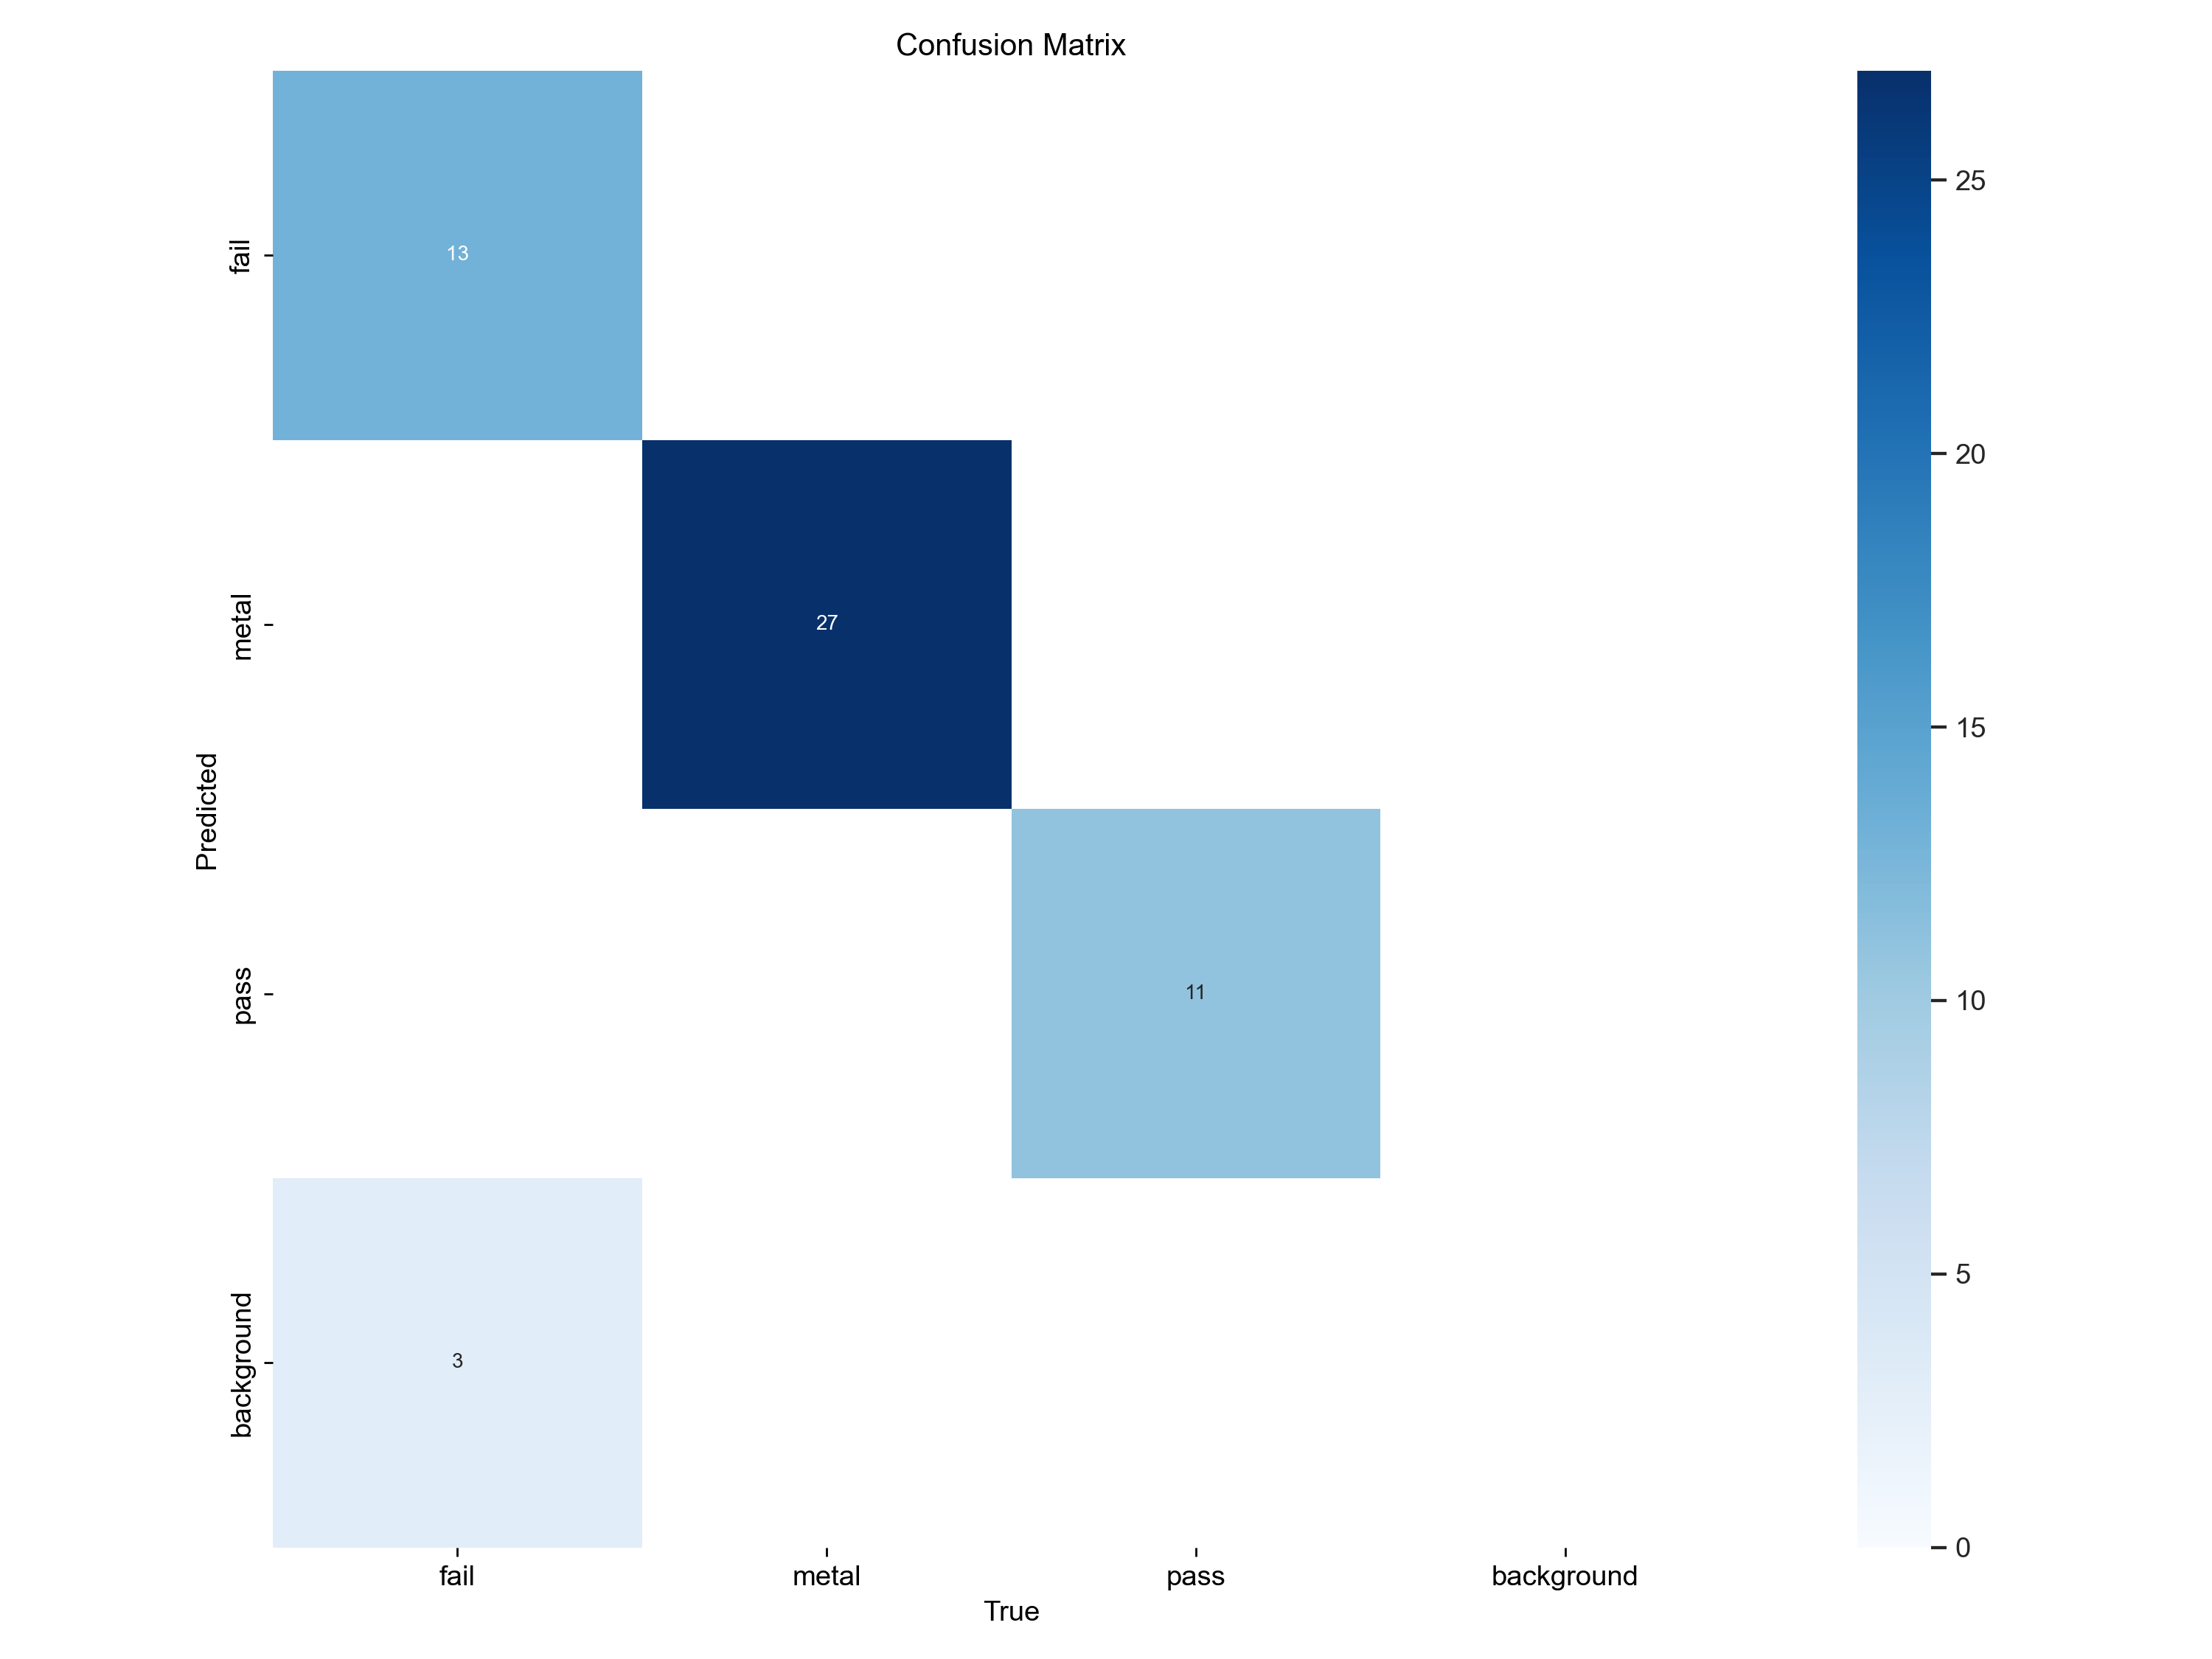 Confusion Matrix
Predicted
fail
metal
pass
background
13
27
11
3
fail metal pass background
True
25
20
15
10
5
0